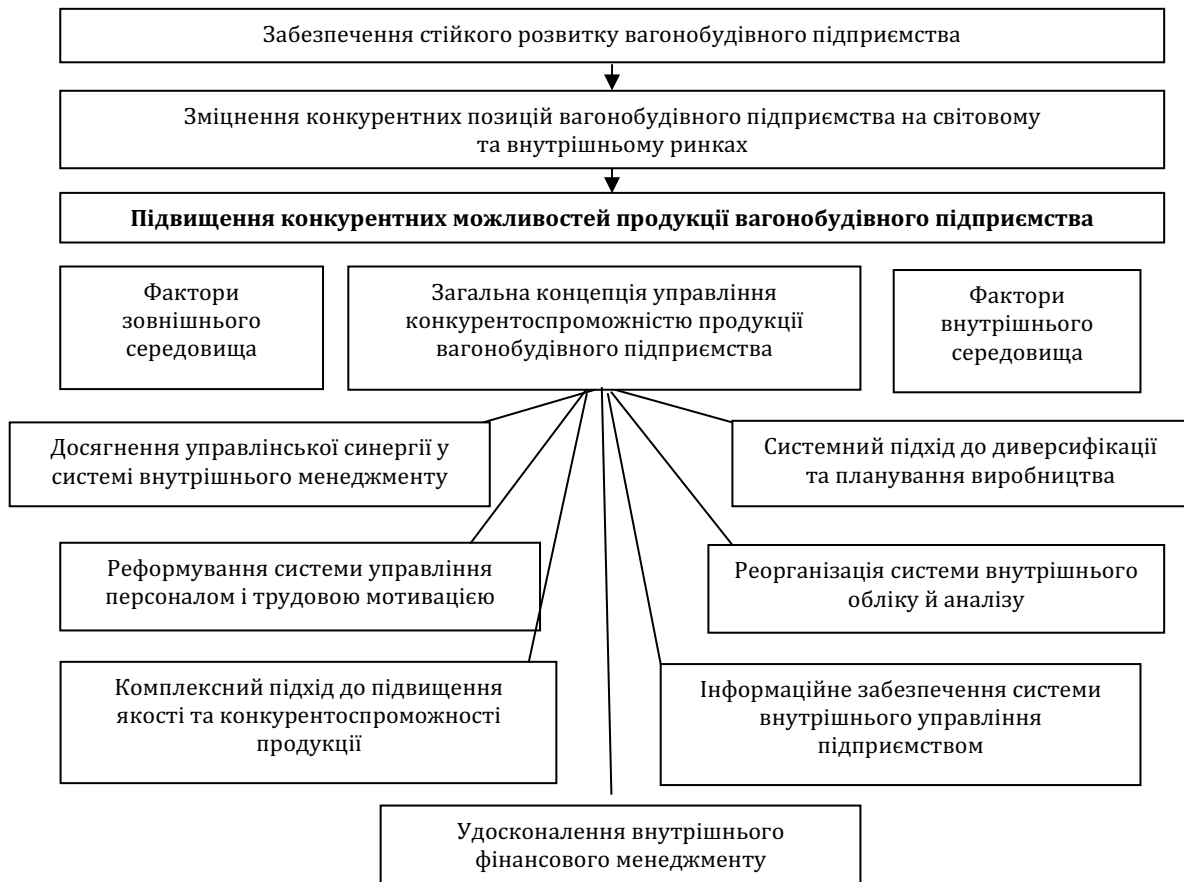 Забезпечення стійкого розвитку вагонобудівного підприємства
Зміцнення конкурентних позицій вагонобудівного підприємства на світовому
та внутрішньому ринках
Підвищення конкурентних можливостей продукції вагонобудівного підприємства
Фактори
зовнішнього
середовища
Загальна концепція управління
конкурентоспроможністю продукції
вагонобудівного підприємства
Фактори
внутрішнього
середовища
Досягнення управлінської синергії у
системі внутрішнього менеджменту
Системний підхід до диверсифікації
та планування виробництва
Реформування системи управління
персоналом і трудовою мотивацією
Реорганізація системи внутрішнього
обліку й аналізу
Комплексний підхід до підвищення
якості та конкурентоспроможності
продукції
Інформаційне забезпечення системи
внутрішнього управління
підприємством
Удосконалення внутрішнього
фінансового менеджменту